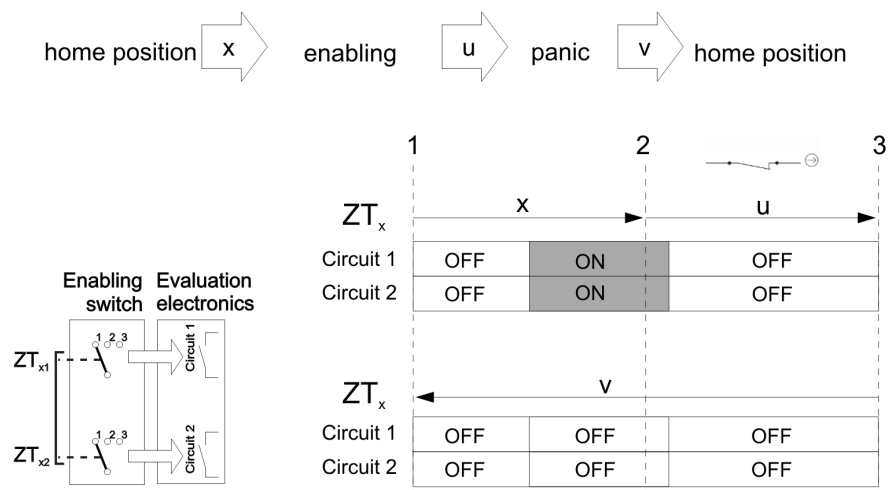 home position x enabling u panic v home position
1 2 3
ZTx x u
Circuit 1 OFF ON OFF
Circuit 2 OFF ON OFF
Enabling switch
Evaluation electronics
1 2 3
ZTx1
Circuit 1
1 2 3
ZTx2
Circuit 2
ZTx v
Circuit 1 OFF OFF OFF
Circuit 2 OFF OFF OFF